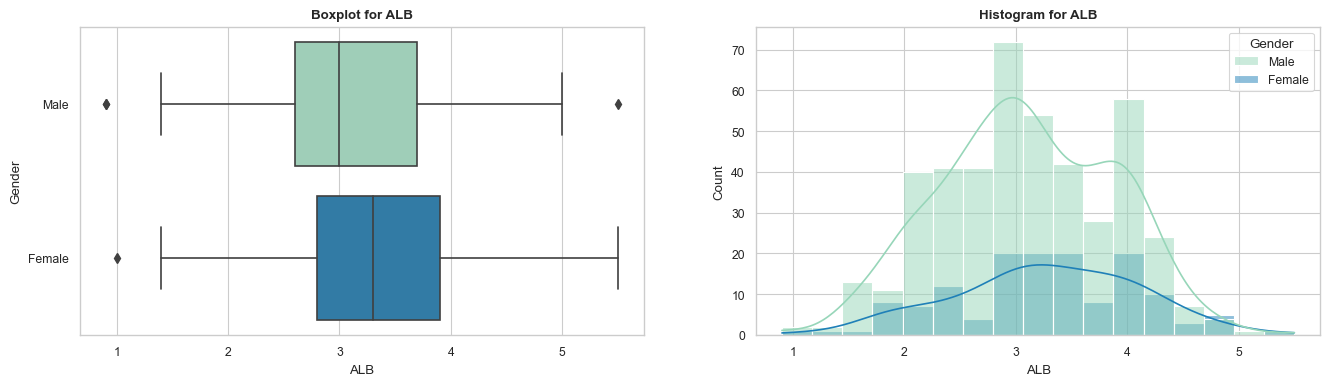 Boxplot for ALB
Gender
Male
Female
1 2 3 4 5
ALB
Histogram for ALB
Count
70
60
50
40
30
20
10
0
Gender
Male
Female
1 2 3 4 5
ALB